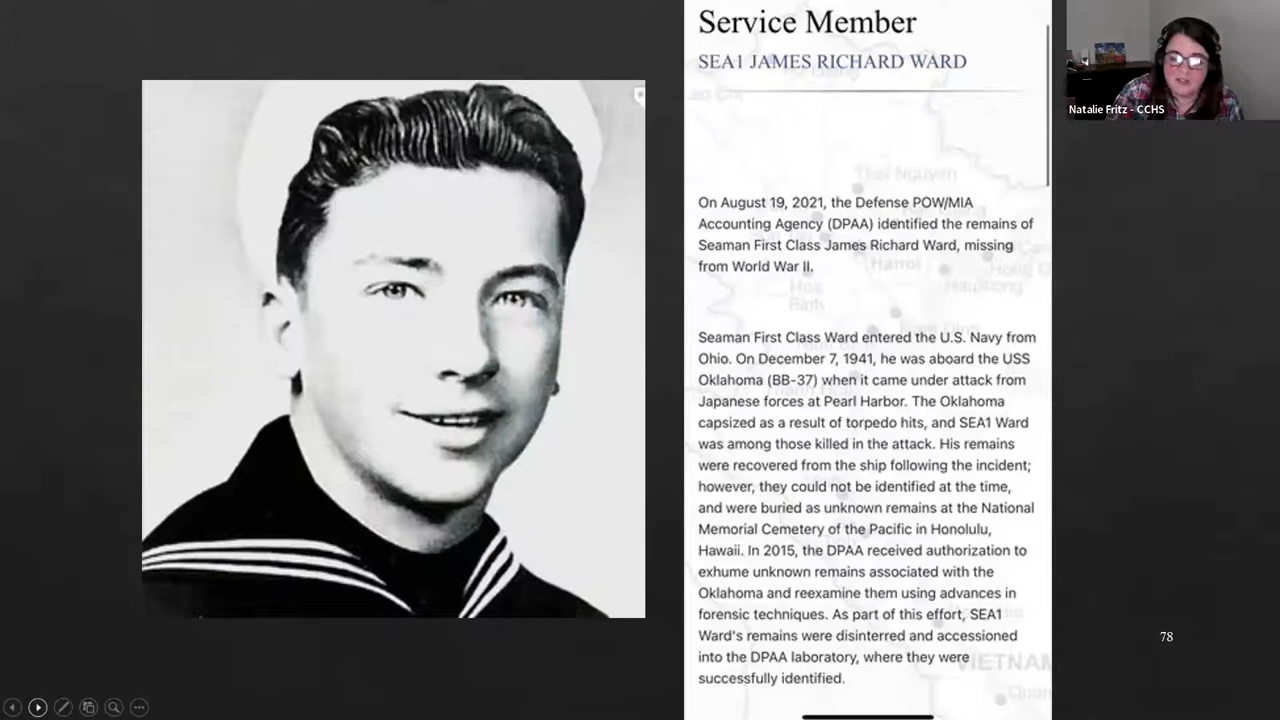 Service Member
SEA1 JAMES RICHARD WARD
On August 19, 2021, the Defense POW/MIA
Accounting Agency (DPAA) identified the remains of
Seaman First Class James Richard Ward, missing
from World War II.
Seaman First Class Ward entered the U.S. Navy from
Ohio. On December 7, 1941, he was aboard the USS
Oklahoma (BB-37) when it came under attack from
Japanese forces at Pearl Harbor. The Oklahoma
capsized as a result of torpedo hits, and SEA1 Ward
was among those killed in the attack. His remains
were recovered from the ship following the incident;
however, they could not be identified at the time,
and were buried as unknown remains at the National
Memorial Cemetery of the Pacific in Honolulu,
Hawaii. In 2015, the DPAA received authorization to
exhume unknown remains associated with the
Oklahoma and reexamine them using advances in
forensic techniques. As part of this effort, SEA1
Ward's remains were disinterred and accessioned
into the DPAA laboratory, where they were
successfully identified.
Thai Nguyen
Hanoi
Haiphong
Hoa
Binh
VIETNAM
Natalie Fritz - CCHS
78